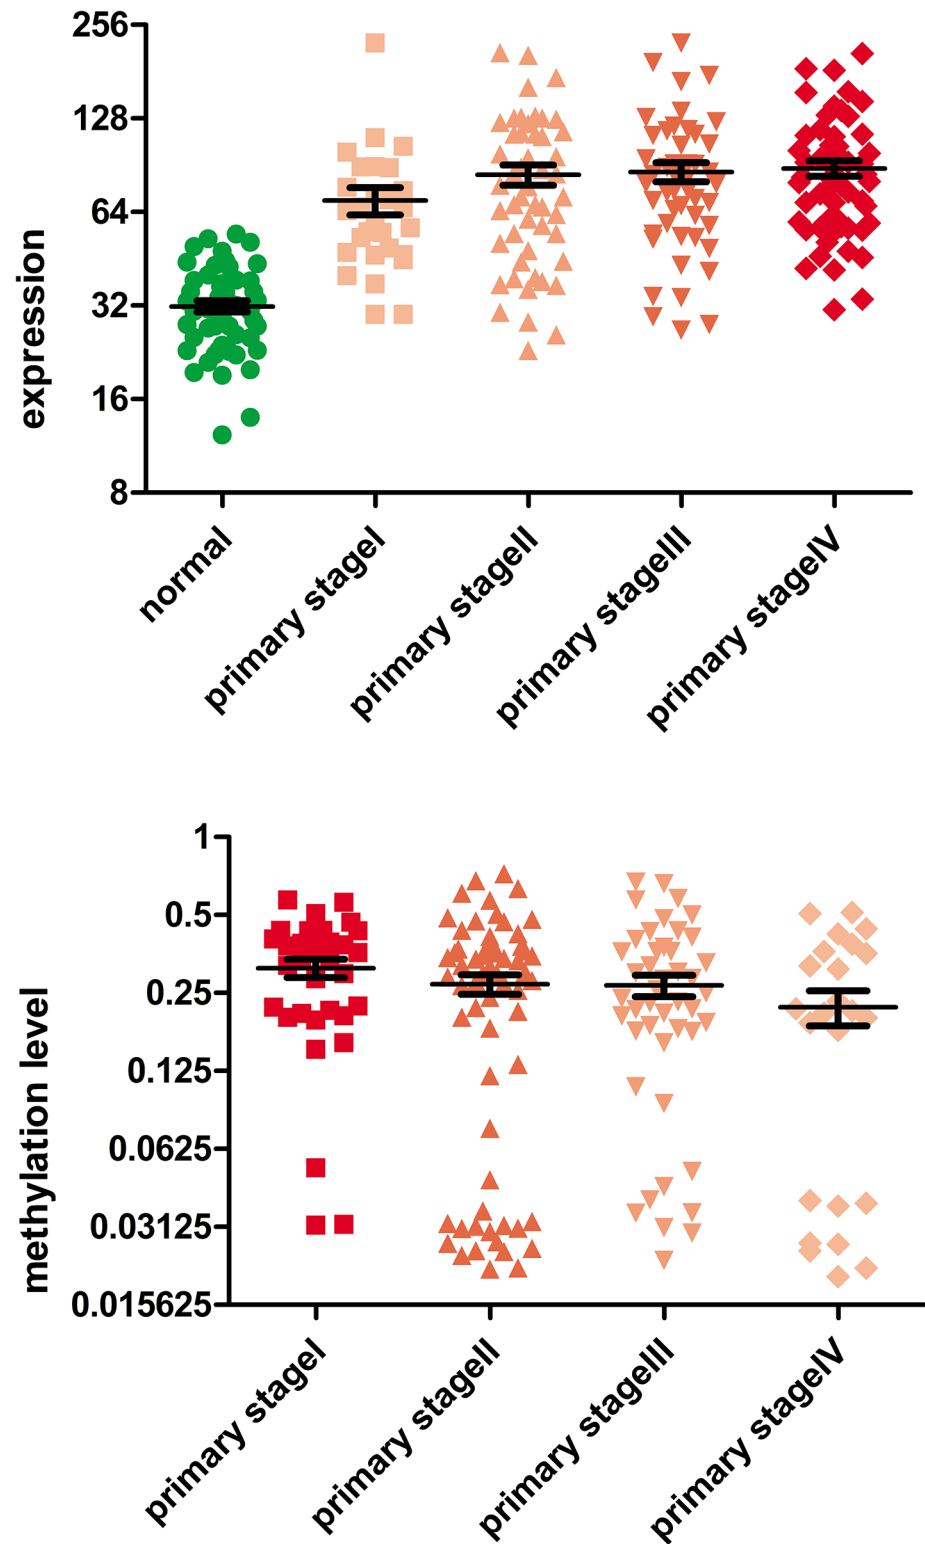 256
128
64
32
16
8
expression
normal
primary stageI
primary stageII
primary stageIII
primary stageIV
1
0.5
0.25
0.125
0.0625
0.03125
0.015625
methylation level
primary stageI
primary stageII
primary stageIII
primary stageIV